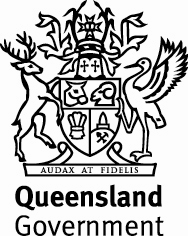 AUDAX AT FIDELIS
Queensland
Government